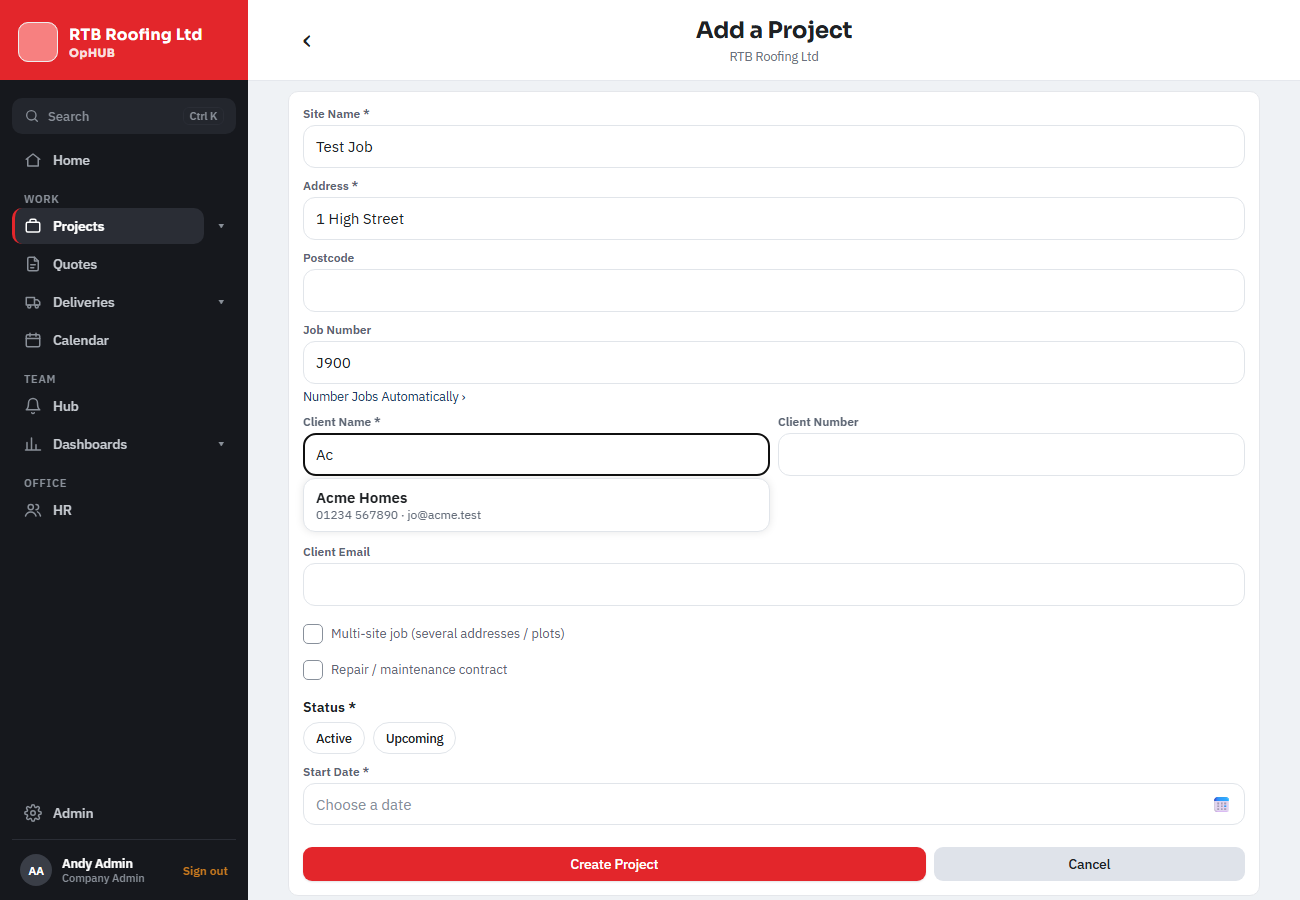 RTB Roofing Ltd
OpHUB
Search
Ctrl K
Home
WORK
Projects
Quotes
Deliveries
Calendar
TEAM
Hub
Dashboards
OFFICE
HR
Admin
AA
Andy Admin
Company Admin
Sign out
Add a Project
RTB Roofing Ltd
Site Name *
Test Job
Address *
1 High Street
Postcode
Job Number
J900
Number Jobs Automatically ›
Client Name *
Client Number
Ac
Acme Homes
01234 567890 · jo@acme.test
Client Email
Multi-site job (several addresses / plots)
Repair / maintenance contract
Status *
Active
Upcoming
Start Date *
Choose a date
Create Project
Cancel